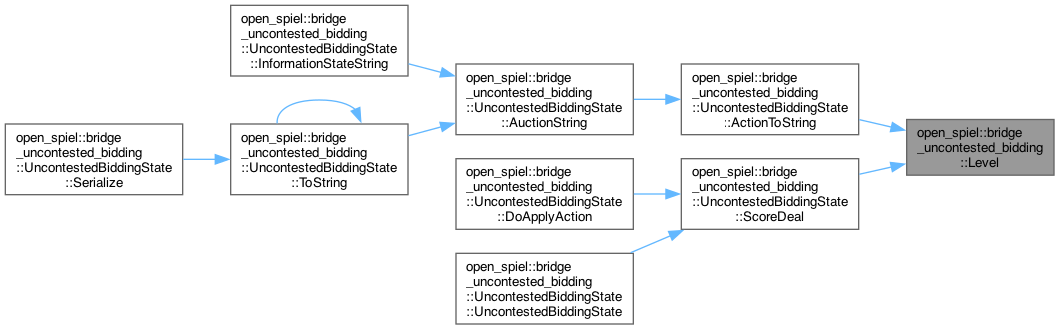 open_spiel::bridge
_uncontested_bidding
::UncontestedBiddingState
::InformationStateString
open_spiel::bridge
_uncontested_bidding
::UncontestedBiddingState
::AuctionString
open_spiel::bridge
_uncontested_bidding
::UncontestedBiddingState
::ActionToString
open_spiel::bridge
_uncontested_bidding
::Level
open_spiel::bridge
_uncontested_bidding
::UncontestedBiddingState
::Serialize
open_spiel::bridge
_uncontested_bidding
::UncontestedBiddingState
::ToString
open_spiel::bridge
_uncontested_bidding
::UncontestedBiddingState
::DoApplyAction
open_spiel::bridge
_uncontested_bidding
::UncontestedBiddingState
::ScoreDeal
open_spiel::bridge
_uncontested_bidding
::UncontestedBiddingState
::UncontestedBiddingState